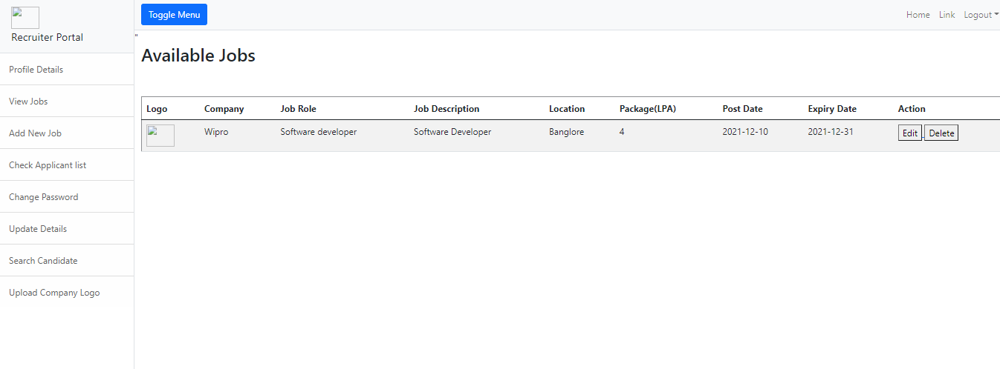 Toggle Menu Home Link Logout
Recruiter Portal "
Available Jobs
Profile Details
View Jobs
Add New Job
Check Applicant list
Change Password
Update Details
Search Candidate
Upload Company Logo
Logo Company Job Role Job Description Location Package(LPA) Post Date Expiry Date Action
Wipro Software developer Software Developer Banglore 4 2021-12-10 2021-12-31 Edit Delete